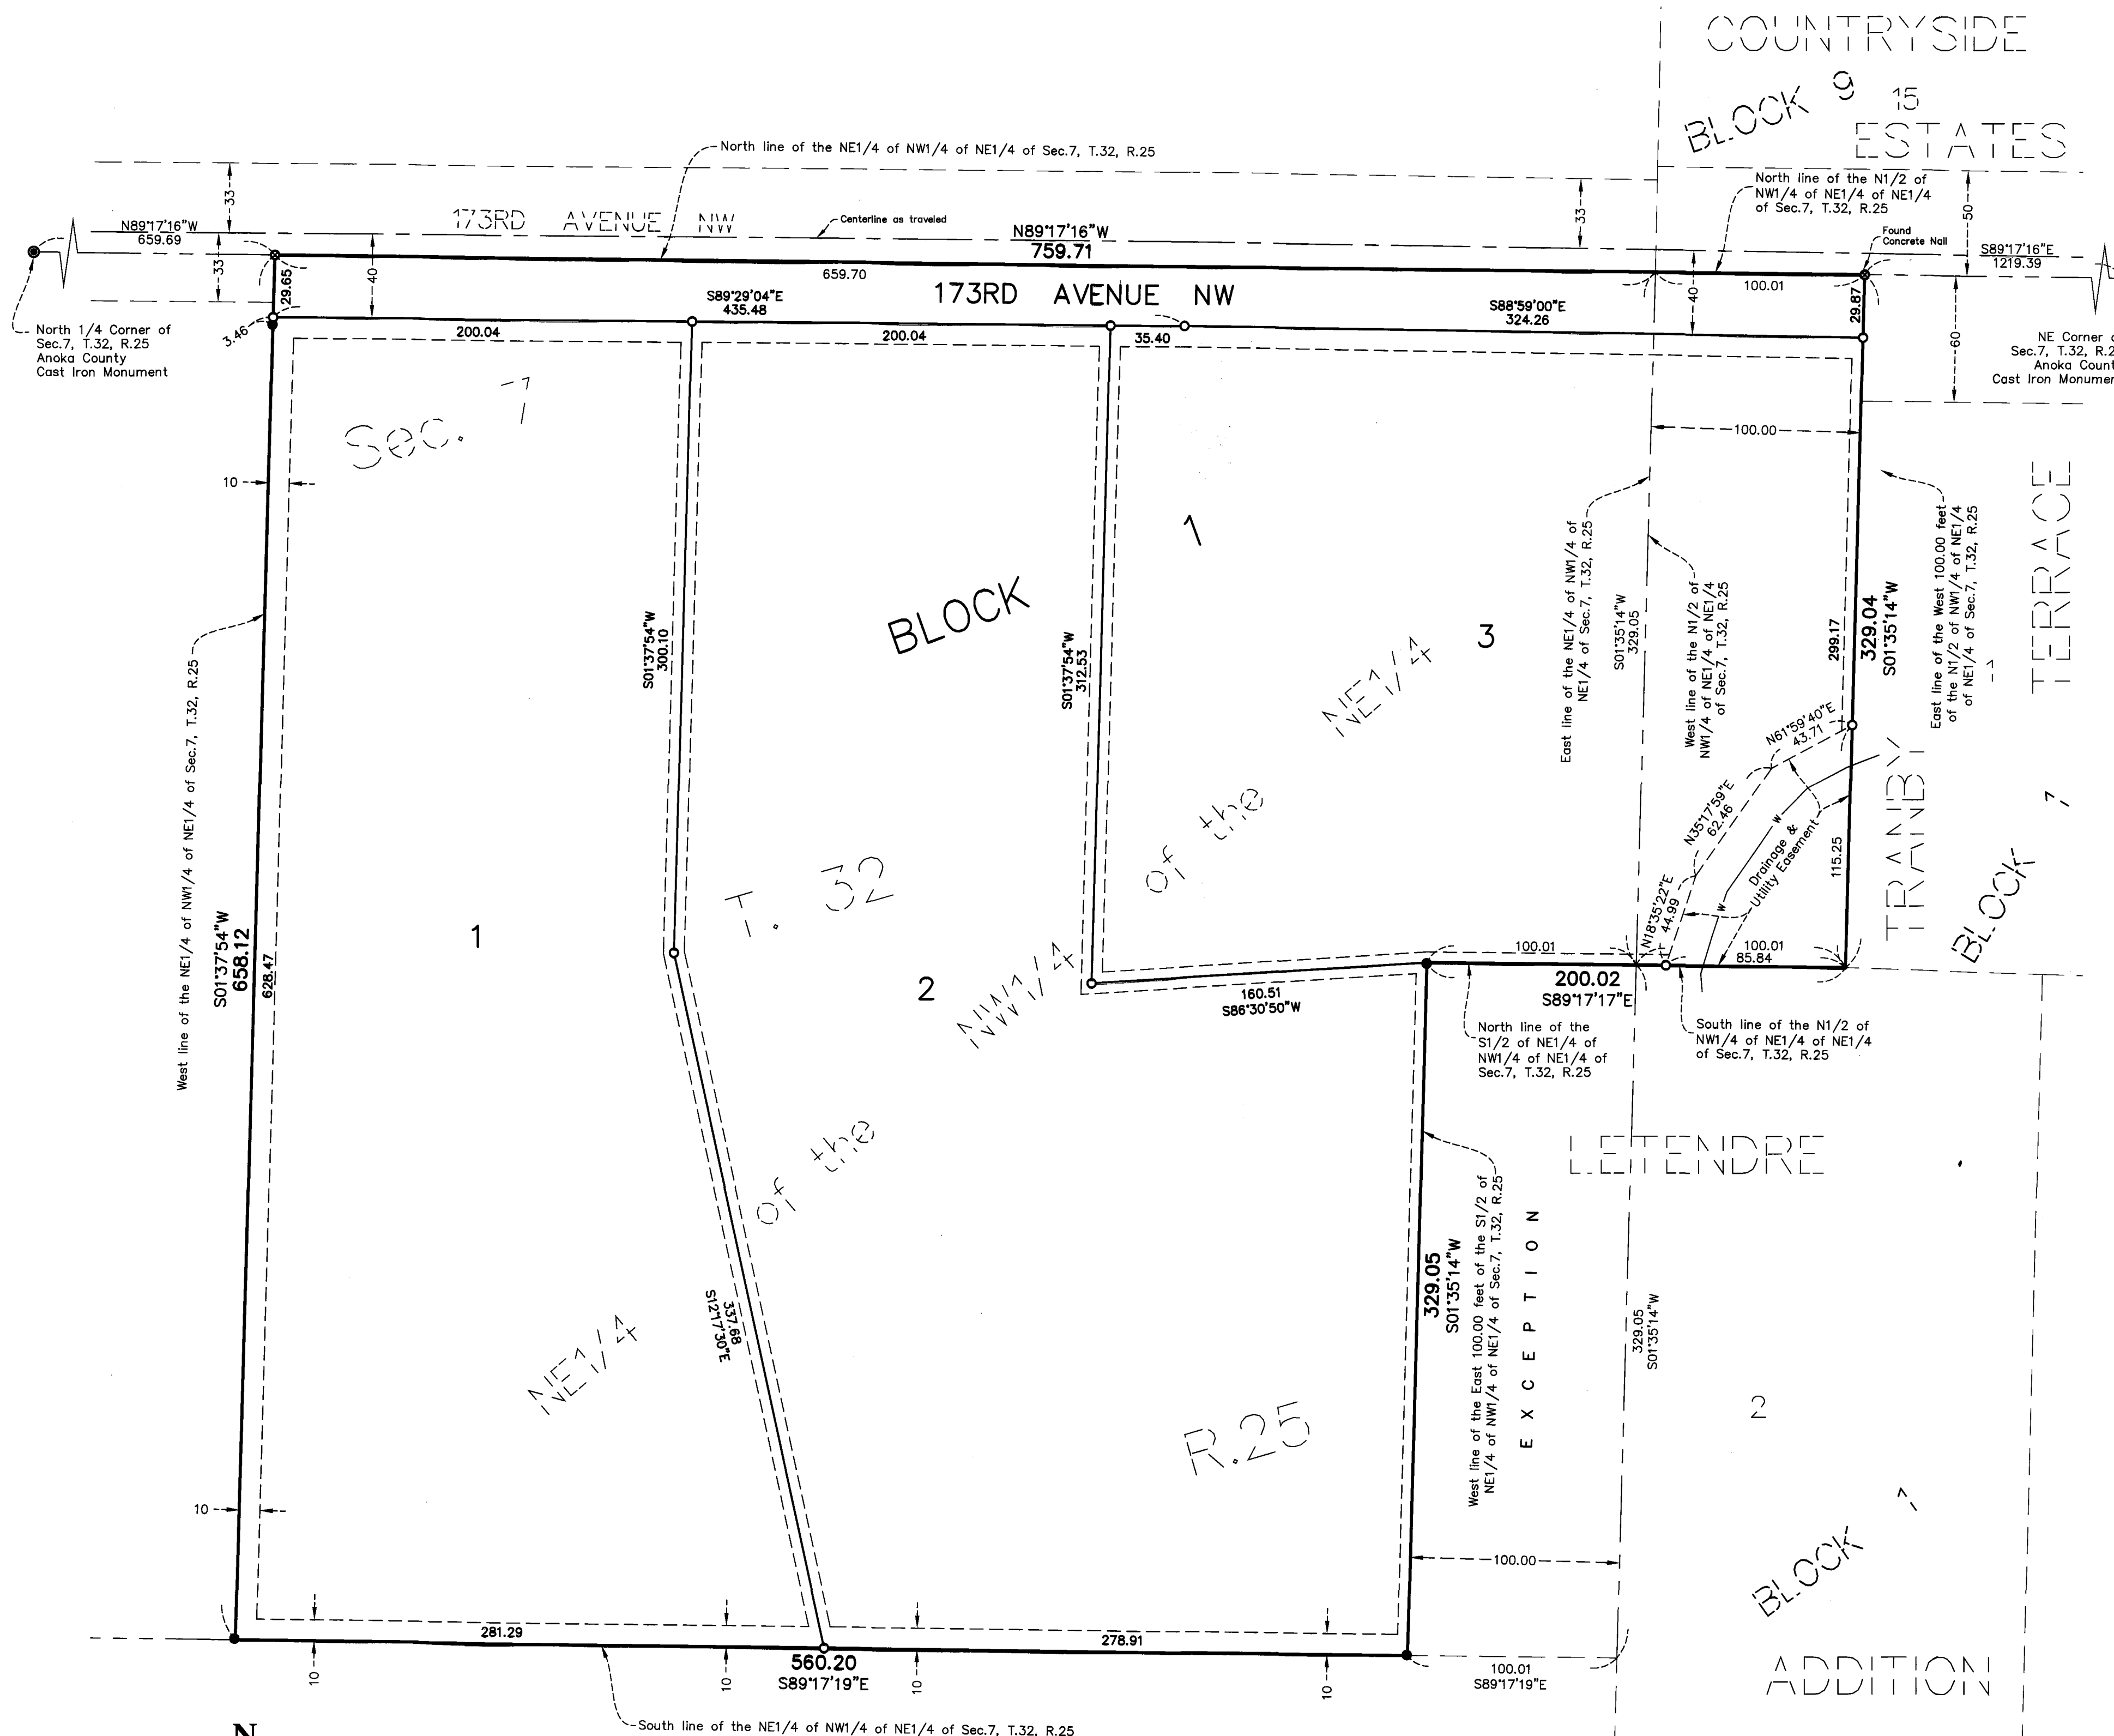 COUNTRYSIDE
BLOCK 9
15
ESTATES
North line of the NE1/4 of NW1/4 of NE1/4 of Sec.7, T.32, R.25
North line of the N1/2 of
NW1/4 of NE1/4 of NE1/4
of Sec.7, T.32, R.25
33
33
50
173RD AVENUE NW
Centerline as traveled
N89°17'16"W
659.69
N89°17'16"W
759.71
Found
Concrete Nail
S89°17'16"E
1219.39
33
40
29.65
659.70
100.01
40
29.87
60
173RD AVENUE NW
S89°29'04"E
435.48
S88°59'00"E
324.26
3.46
200.04
200.04
35.40
North 1/4 Corner of
Sec.7, T.32, R.25
Anoka County
Cast Iron Monument
NE Corner
Sec.7, T.32,
Anoka
Cast Iron
Sec. 7
100.00
10
1
BLOCK
3
S01°37'54"W
300.10
S01°37'54"W
312.53
East line of the NE1/4 of NW1/4 of
NE1/4 of Sec.7, T.32, R.25
S01°35'14"W
329.05
West line of the N1/2 of
NW1/4 of NE1/4 of NE1/4
of Sec.7, T.32, R.25
299.17
329.04
S01°35'14"W
East line of the West 100.00 feet
of the N1/2 of NW1/4 of NE1/4
of NE1/4 of Sec.7, T.32, R.25
TERRACE
TRANBY
BLOCK 7
NE1/4
of the
N61°59'40"E
43.71
N35°17'59"E
62.46
N18°35'22"E
44.99
W
W
Drainage &
Utility Easement
115.25
West line of the NE1/4 of NW1/4 of NE1/4 of Sec.7, T.32, R.25
S01°37'54"W
658.12
628.47
1
T. 32
2
NW1/4
160.51
S86°30'50"W
100.01
100.01
85.84
200.02
S89°17'17"E
North line of the
S1/2 of NE1/4 of
NW1/4 of NE1/4 of
Sec.7, T.32, R.25
South line of the N1/2 of
NW1/4 of NE1/4 of NE1/4
of Sec.7, T.32, R.25
of the
LETENDRE
NE1/4
337.68
S12°17'30"E
R.25
329.05
S01°35'14"W
West line of the East 100.00 feet of the S1/2 of
NE1/4 of NW1/4 of NE1/4 of Sec.7, T.32, R.25
EXCEPTION
329.05
S01°35'14"W
2
BLOCK 1
10
100.00
281.29
278.91
560.20
S89°17'19"E
10
10
10
10
100.01
S89°17'19"E
ADDITION
South line of the NE1/4 of NW1/4 of NE1/4 of Sec.7, T.32, R.25
N